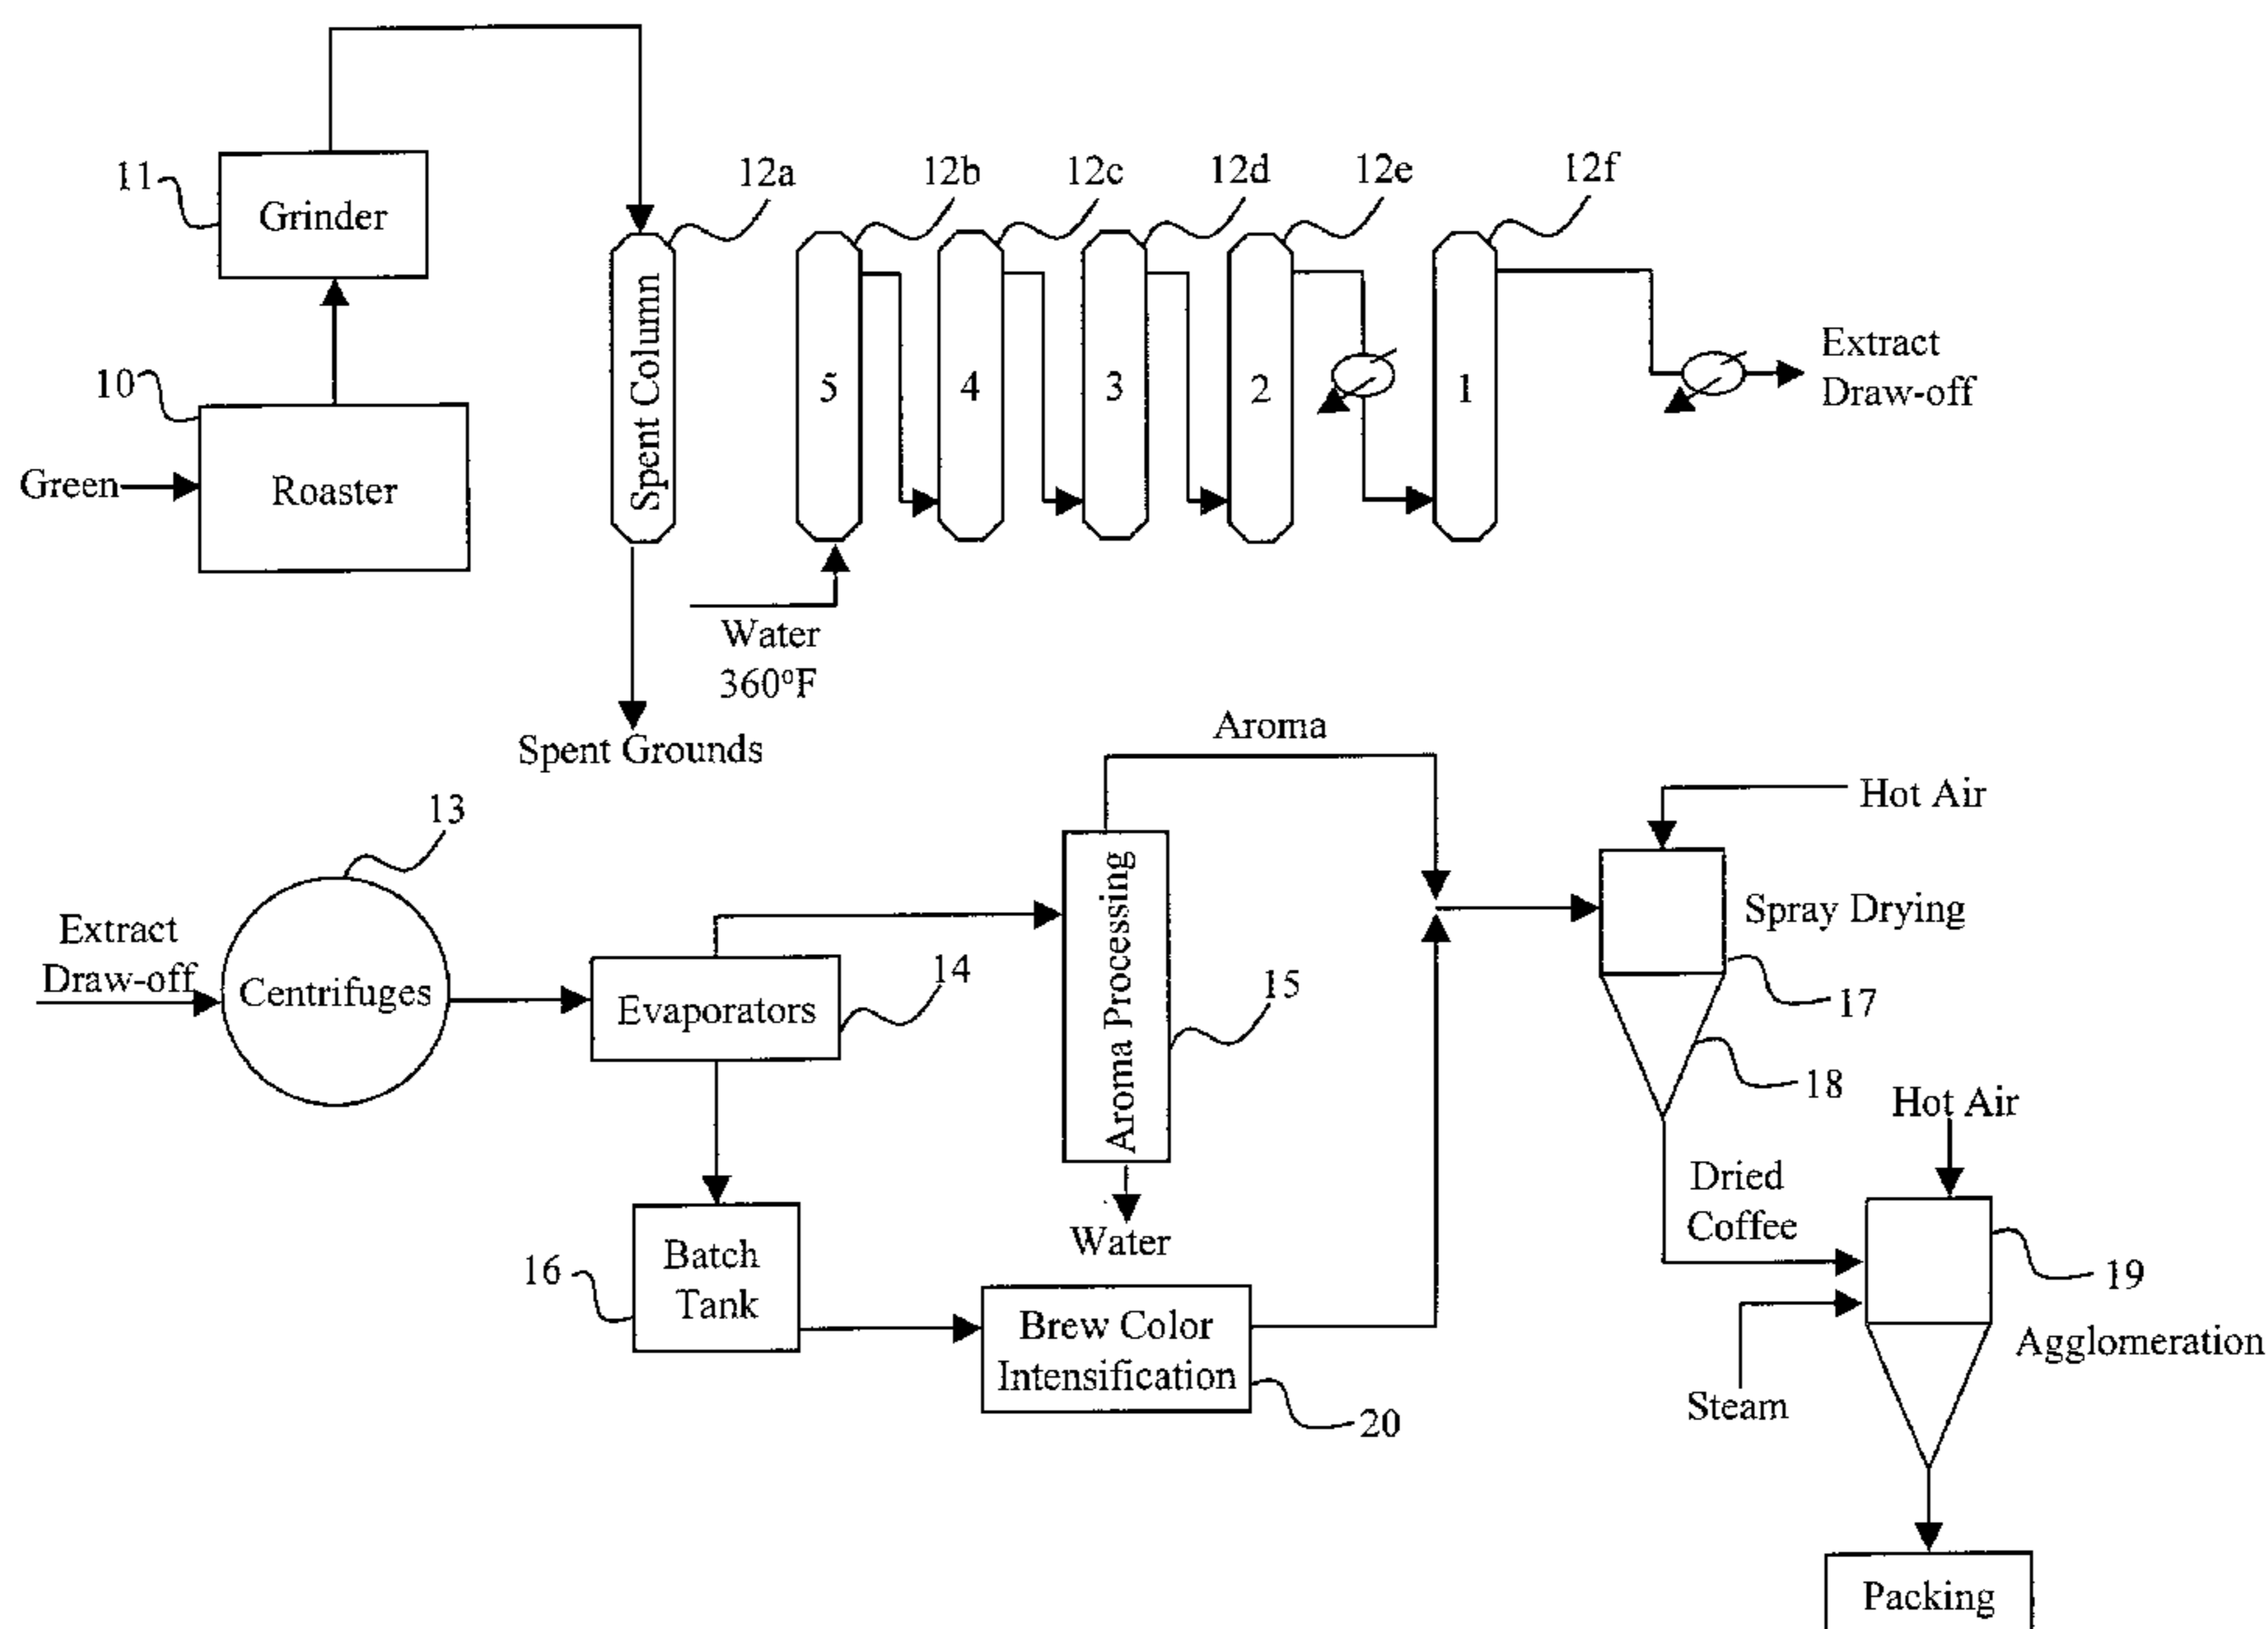 11
Grinder
10
Green
Roaster
12a
12b
12c
12d
12e
12f
Spent Column
5
4
3
2
1
Extract
Draw-off
Water
360°F
Spent Grounds
Aroma
Hot Air
13
Extract
Draw-off
Centrifuges
Evaporators
14
Aroma Processing
15
Spray Drying
17
18
Hot Air
Dried
Coffee
Water
16
Batch
Tank
Brew Color
Intensification
20
19
Agglomeration
Steam
Packing